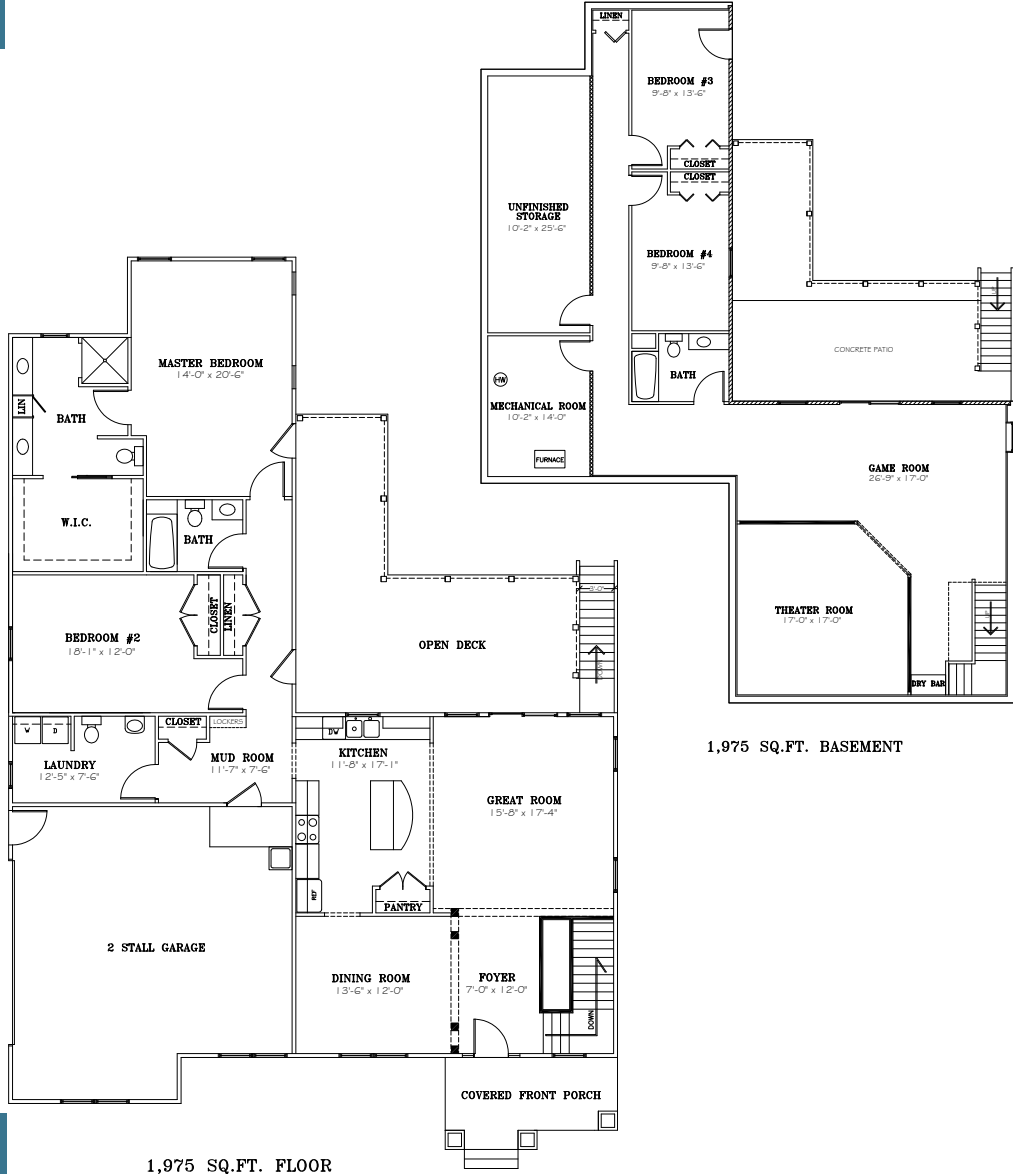 LINEN
BEDROOM #3
9'-8" x 13'-6"
CLOSET
CLOSET
UNFINISHED
STORAGE
10'-2" x 25'-6"
BEDROOM #4
9'-8" x 13'-6"
UP
CONCRETE PATIO
BATH
HW
MECHANICAL ROOM
10'-2" x 14'-0"
FURNACE
GAME ROOM
26'-9" x 17'-0"
THEATER ROOM
17'-0" x 17'-0"
UP
DRY BAR
1,975 SQ.FT. BASEMENT
MASTER BEDROOM
14'-0" x 20'-6"
LIN
BATH
W.I.C.
BATH
CLOSET
LINEN
BEDROOM #2
18'-1" x 12'-0"
3'-0"
OPEN DECK
DOWN
W
D
CLOSET
LOCKERS
LAUNDRY
12'-5" x 7'-6"
MUD ROOM
11'-7" x 7'-6"
DW
KITCHEN
11'-8" x 17'-1"
GREAT ROOM
15'-8" x 17'-4"
REF
PANTRY
2 STALL GARAGE
DINING ROOM
13'-6" x 12'-0"
FOYER
7'-0" x 12'-0"
DOWN
COVERED FRONT PORCH
1,975 SQ.FT. FLOOR